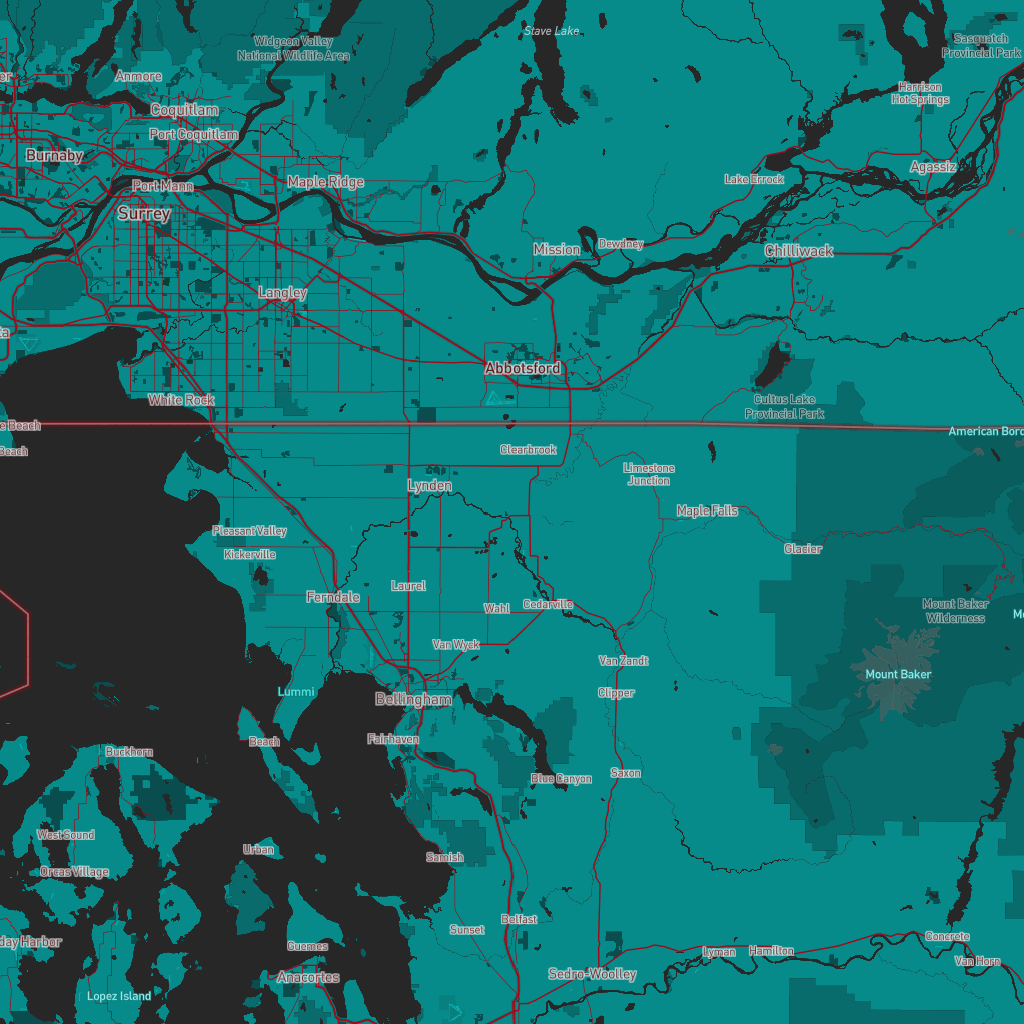 Stave Lake
Widgeon Valley
National Wildlife Area
Sasquatch
Provincial Park
Anmore
Harrison
Hot Springs
Coquitlam
Port Coquitlam
Burnaby
Agassiz
Lake Errock
Port Mann
Maple Ridge
Surrey
Dewdney
Mission
Chilliwack
Langley
Abbotsford
White Rock
Cultus Lake
Provincial Park
Beach
American Bord
Beach
Clearbrook
Limestone
Junction
Lynden
Maple Falls
Pleasant Valley
Kickerville
Glacier
Laurel
Ferndale
Wahl
Cedarville
Mount Baker
Wilderness
Van Wyck
Van Zandt
Mount Baker
Lummi
Clipper
Bellingham
Beach
Fairhaven
Buckhorn
Saxon
Blue Canyon
West Sound
Urban
Samish
Orcas Village
Belfast
Sunset
day Harbor
Guemes
Concrete
Lyman
Hamilton
Van Horn
Anacortes
Sedro-Woolley
Lopez Island